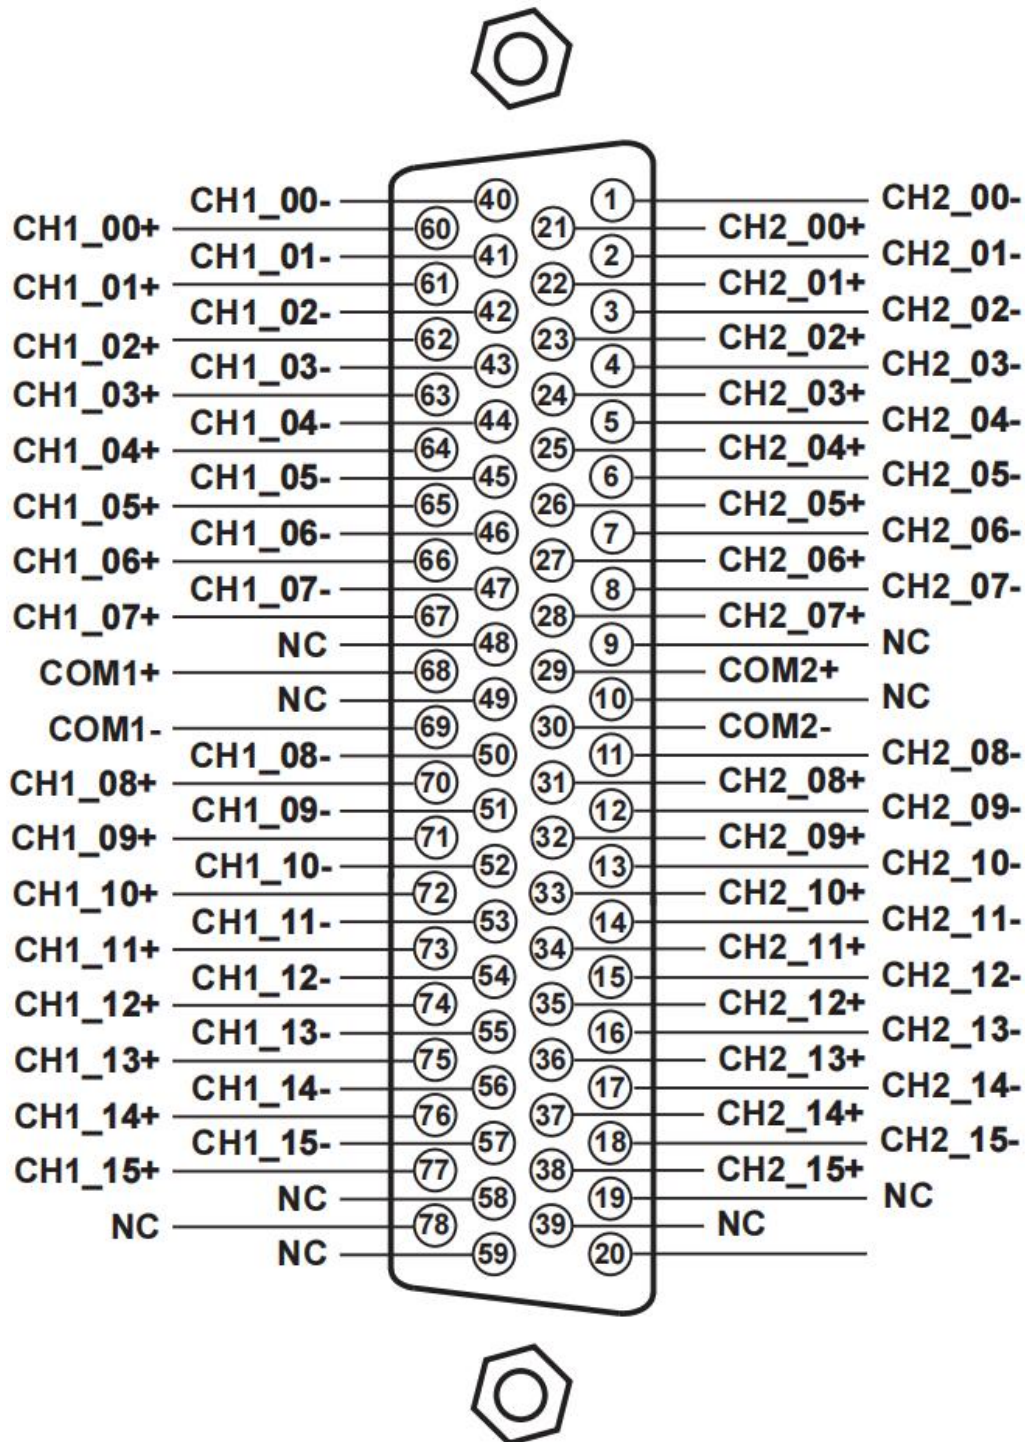 CH1_00- 40 1 CH2_00-
CH1_00+ 60 21 CH2_00+
CH1_01- 41 2 CH2_01-
CH1_01+ 61 22 CH2_01+
CH1_02- 42 3 CH2_02-
CH1_02+ 62 23 CH2_02+
CH1_03- 43 4 CH2_03-
CH1_03+ 63 24 CH2_03+
CH1_04- 44 5 CH2_04-
CH1_04+ 64 25 CH2_04+
CH1_05- 45 6 CH2_05-
CH1_05+ 65 26 CH2_05+
CH1_06- 46 7 CH2_06-
CH1_06+ 66 27 CH2_06+
CH1_07- 47 8 CH2_07-
CH1_07+ 67 28 CH2_07+
NC 48 9 NC
COM1+ 68 29 COM2+
NC 49 10 NC
COM1- 69 30 COM2-
CH1_08- 50 11 CH2_08-
CH1_08+ 70 31 CH2_08+
CH1_09- 51 12 CH2_09-
CH1_09+ 71 32 CH2_09+
CH1_10- 52 13 CH2_10-
CH1_10+ 72 33 CH2_10+
CH1_11- 53 14 CH2_11-
CH1_11+ 73 34 CH2_11+
CH1_12- 54 15 CH2_12-
CH1_12+ 74 35 CH2_12+
CH1_13- 55 16 CH2_13-
CH1_13+ 75 36 CH2_13+
CH1_14- 56 17 CH2_14-
CH1_14+ 76 37 CH2_14+
CH1_15- 57 18 CH2_15-
CH1_15+ 77 38 CH2_15+
NC 58 19 NC
NC 78 39 NC
NC 59 20